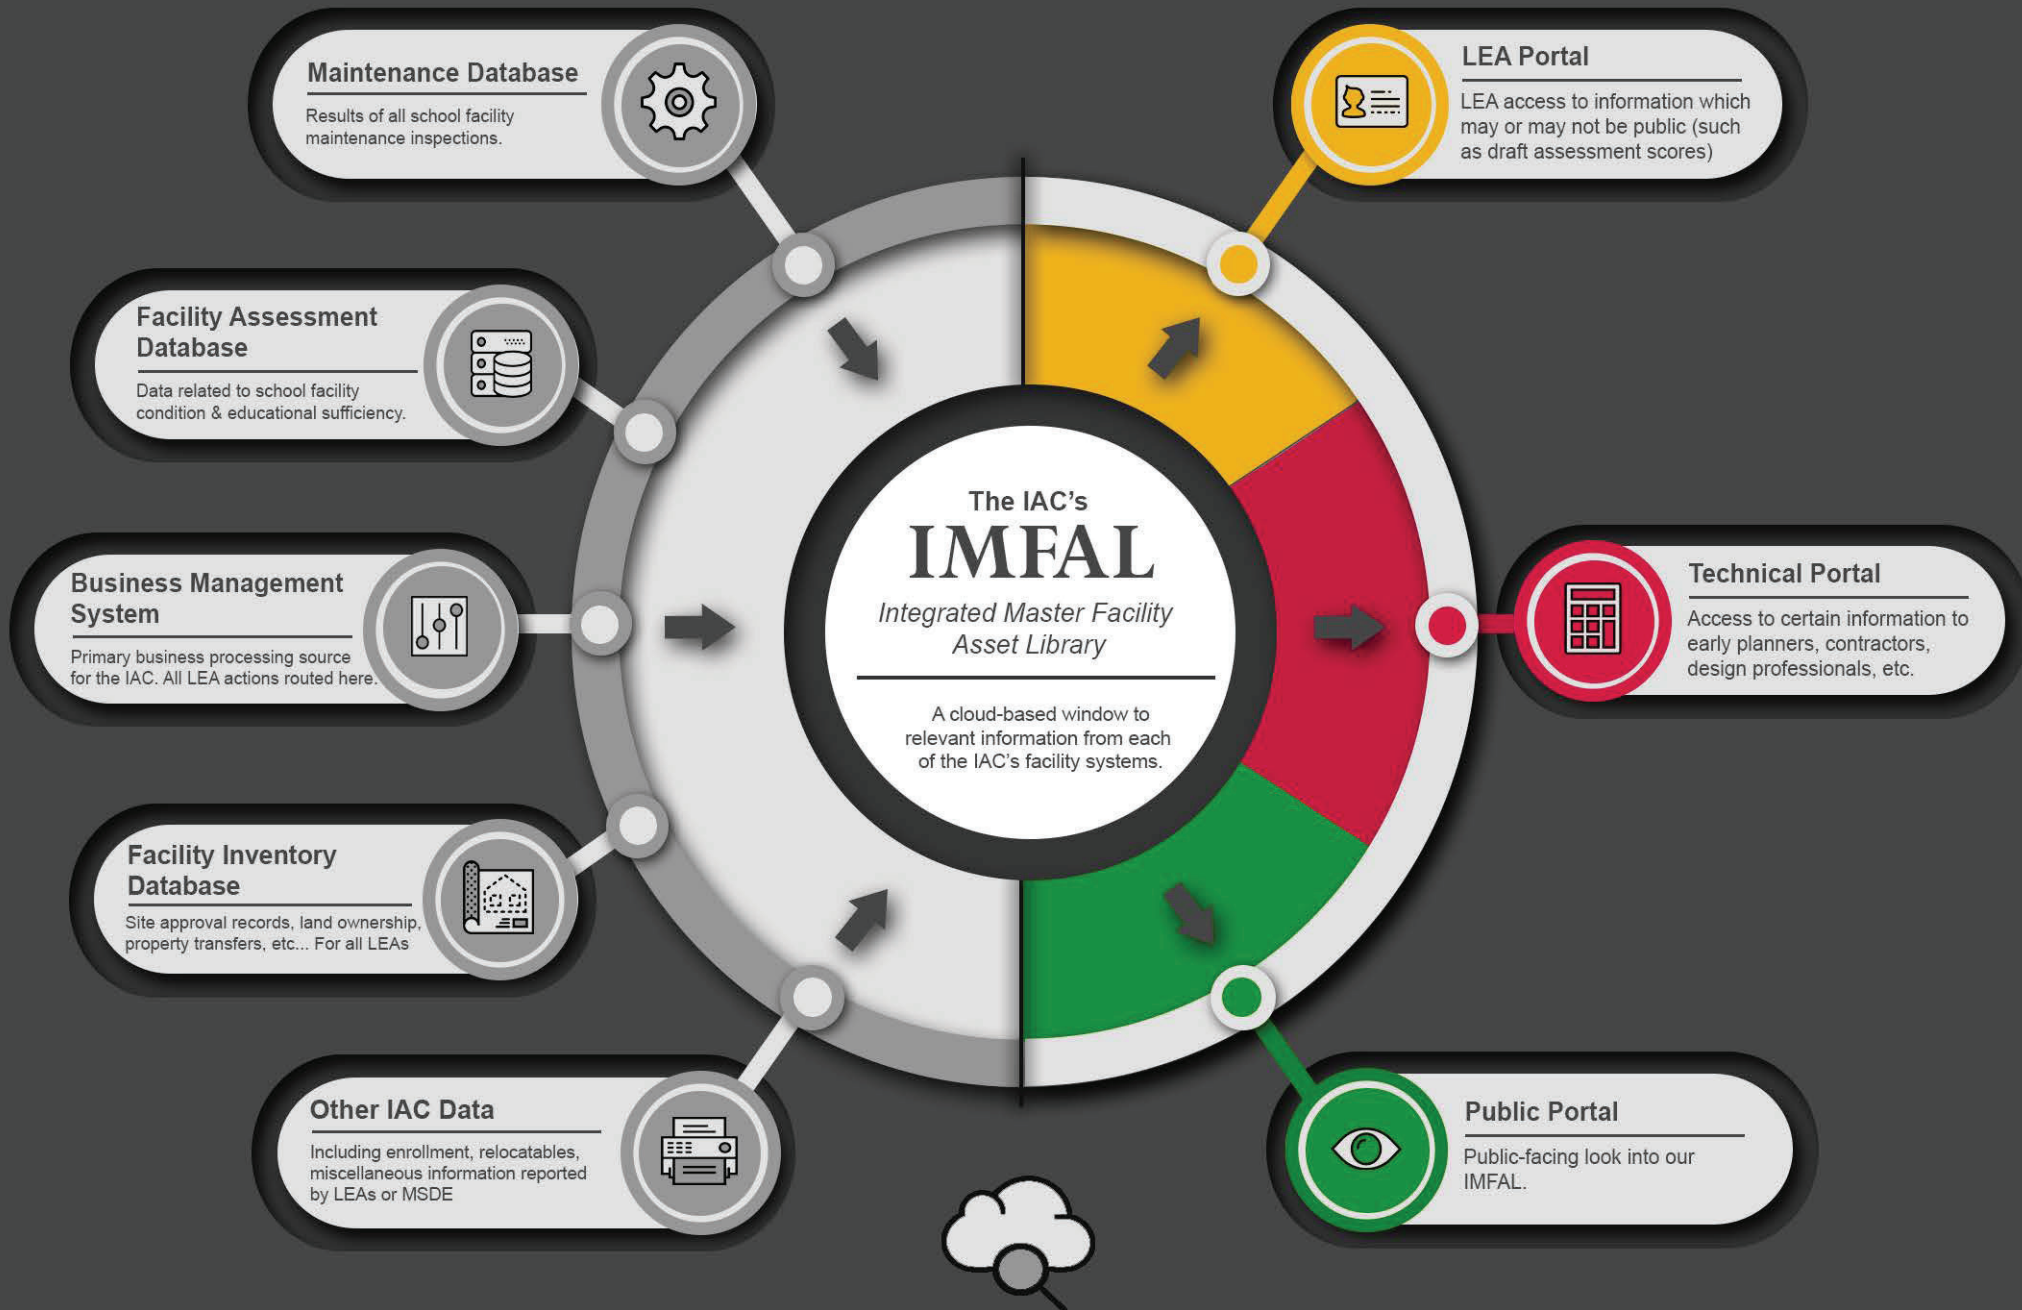 Maintenance Database
Results of all school facility
maintenance inspections.
Facility Assessment
Database
Data related to school facility
condition & educational sufficiency.
Business Management
System
Primary business processing source
for the IAC. All LEA actions routed here.
Facility Inventory
Database
Site approval records, land ownership,
property transfers, etc... For all LEAs
Other IAC Data
Including enrollment, relocatables,
miscellaneous information reported
by LEAs or MSDE
The IAC's
IMFAL
Integrated Master Facility
Asset Library
A cloud-based window to
relevant information from each
of the IAC's facility systems.
LEA Portal
LEA access to information which
may or may not be public (such
as draft assessment scores)
Technical Portal
Access to certain information to
early planners, contractors,
design professionals, etc.
Public Portal
Public-facing look into our
IMFAL.